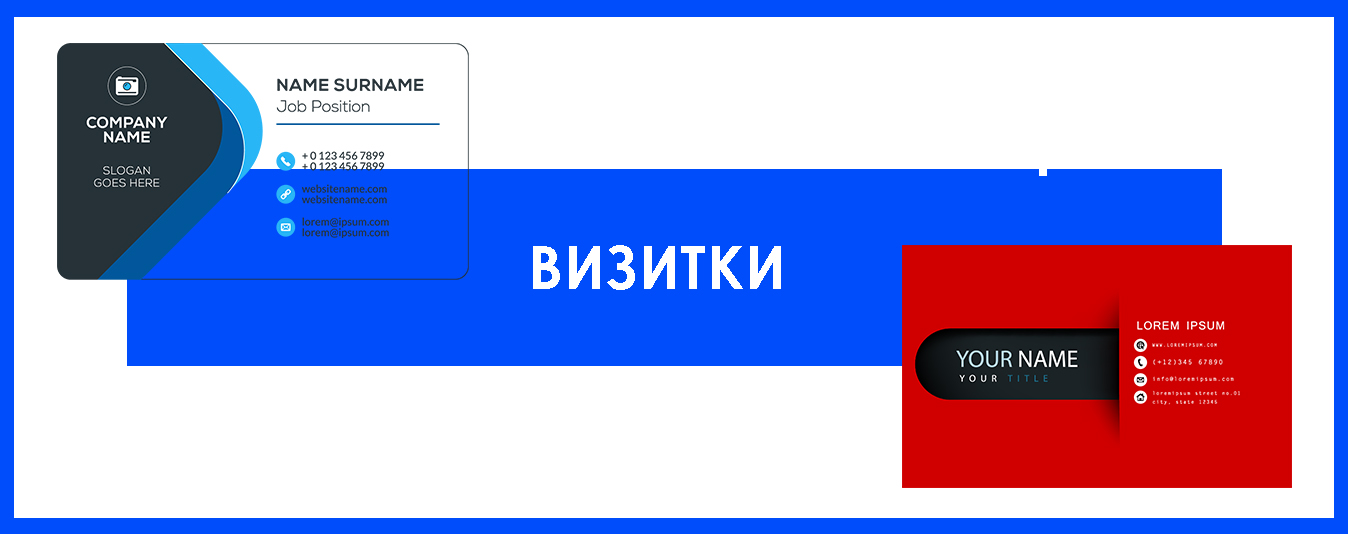 COMPANY
NAME
SLOGAN
GOES HERE
NAME SURNAME
Job Position
+ 0 123 456 7899
+ 0 123 456 7899
websitename.com
websitename.com
lorem@ipsum.com
lorem@ipsum.com
ВИЗИТКИ
YOUR NAME
YOUR TITLE
LOREM IPSUM
WWW.LOREMIPSUM.COM
(+12)345 67890
info@loremipsum.com
loremipsum street no.01
city, state 12345